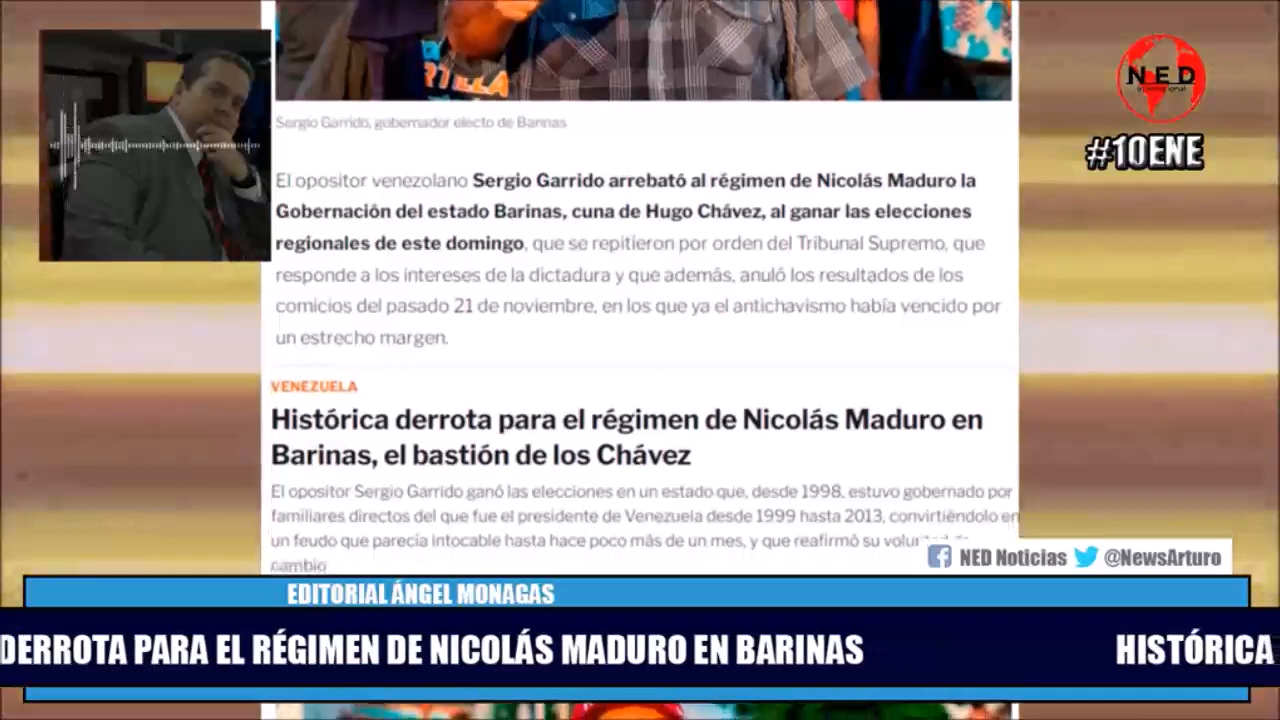 RTILLA
NED
#10ENE
Sergio Garrido, gobernador electo de Barinas
El opositor venezolano Sergio Garrido arrebató al régimen de Nicolás Maduro la
Gobernación del estado Barinas, cuna de Hugo Chávez, al ganar las elecciones
regionales de este domingo, que se repitieron por orden del Tribunal Supremo, que
responde a los intereses de la dictadura y que además, anuló los resultados de los
comicios del pasado 21 de noviembre, en los que ya el antichavismo había vencido por
un estrecho margen.
VENEZUELA
Histórica derrota para el régimen de Nicolás Maduro en
Barinas, el bastión de los Chávez
El opositor Sergio Garrido ganó las elecciones en un estado que, desde 1998, estuvo gobernado por
familiares directos del que fue el presidente de Venezuela desde 1999 hasta 2013, convirtiéndolo en
un feudo que parecía intocable hasta hace poco más de un mes, y que reafirmó su voluntad de
cambio
NED Noticias @NewsArturo
EDITORIAL ÁNGEL MONAGAS
DERROTA PARA EL RÉGIMEN DE NICOLÁS MADURO EN BARINAS HISTÓRICA